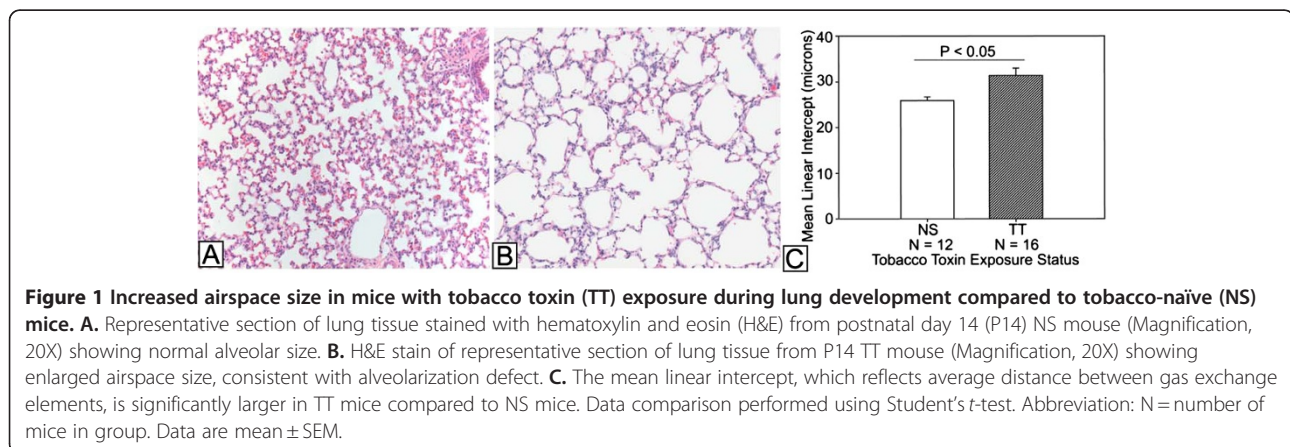 A
B
C
Mean Linear Intercept (microns)
40
30
20
10
0
P < 0.05
NS TT
N = 12 N = 16
Tobacco Toxin Exposure Status
Figure 1 Increased airspace size in mice with tobacco toxin (TT) exposure during lung development compared to tobacco-naïve (NS)
mice. A. Representative section of lung tissue stained with hematoxylin and eosin (H&E) from postnatal day 14 (P14) NS mouse (Magnification,
20X) showing normal alveolar size. B. H&E stain of representative section of lung tissue from P14 TT mouse (Magnification, 20X) showing
enlarged airspace size, consistent with alveolarization defect. C. The mean linear intercept, which reflects average distance between gas exchange
elements, is significantly larger in TT mice compared to NS mice. Data comparison performed using Student's t-test. Abbreviation: N = number of
mice in group. Data are mean ± SEM.